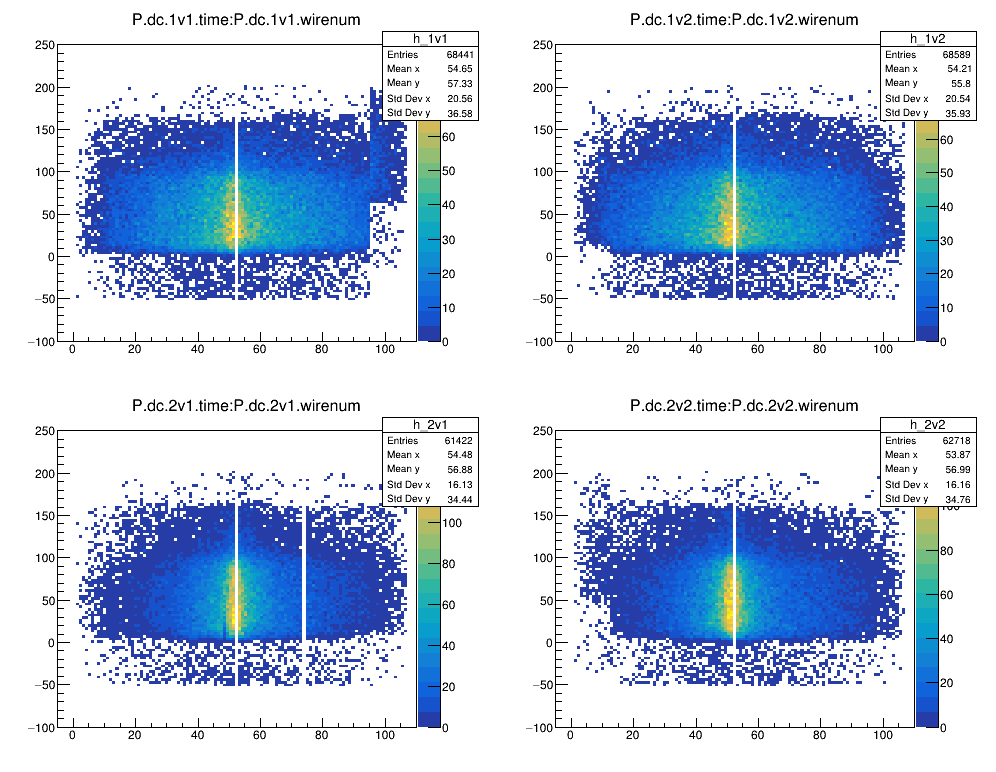 P.dc.1v1.time:P.dc.1v1.wirenum
h_1v1
Entries 68441
Mean x 54.65
Mean y 57.33
Std Dev x 20.56
Std Dev y 36.58
250
200
150
100
50
0
−50
−100
0 20 40 60 80 100
60
50
40
30
20
10
0
P.dc.1v2.time:P.dc.1v2.wirenum
h_1v2
Entries 68589
Mean x 54.21
Mean y 55.8
Std Dev x 20.54
Std Dev y 35.93
250
200
150
100
50
0
−50
−100
0 20 40 60 80 100
60
50
40
30
20
10
0
P.dc.2v1.time:P.dc.2v1.wirenum
h_2v1
Entries 61422
Mean x 54.48
Mean y 56.88
Std Dev x 16.13
Std Dev y 34.44
250
200
150
100
50
0
−50
−100
0 20 40 60 80 100
100
80
60
40
20
0
P.dc.2v2.time:P.dc.2v2.wirenum
h_2v2
Entries 62718
Mean x 53.87
Mean y 56.99
Std Dev x 16.16
Std Dev y 34.76
250
200
150
100
50
0
−50
−100
0 20 40 60 80 100
100
80
60
40
20
0